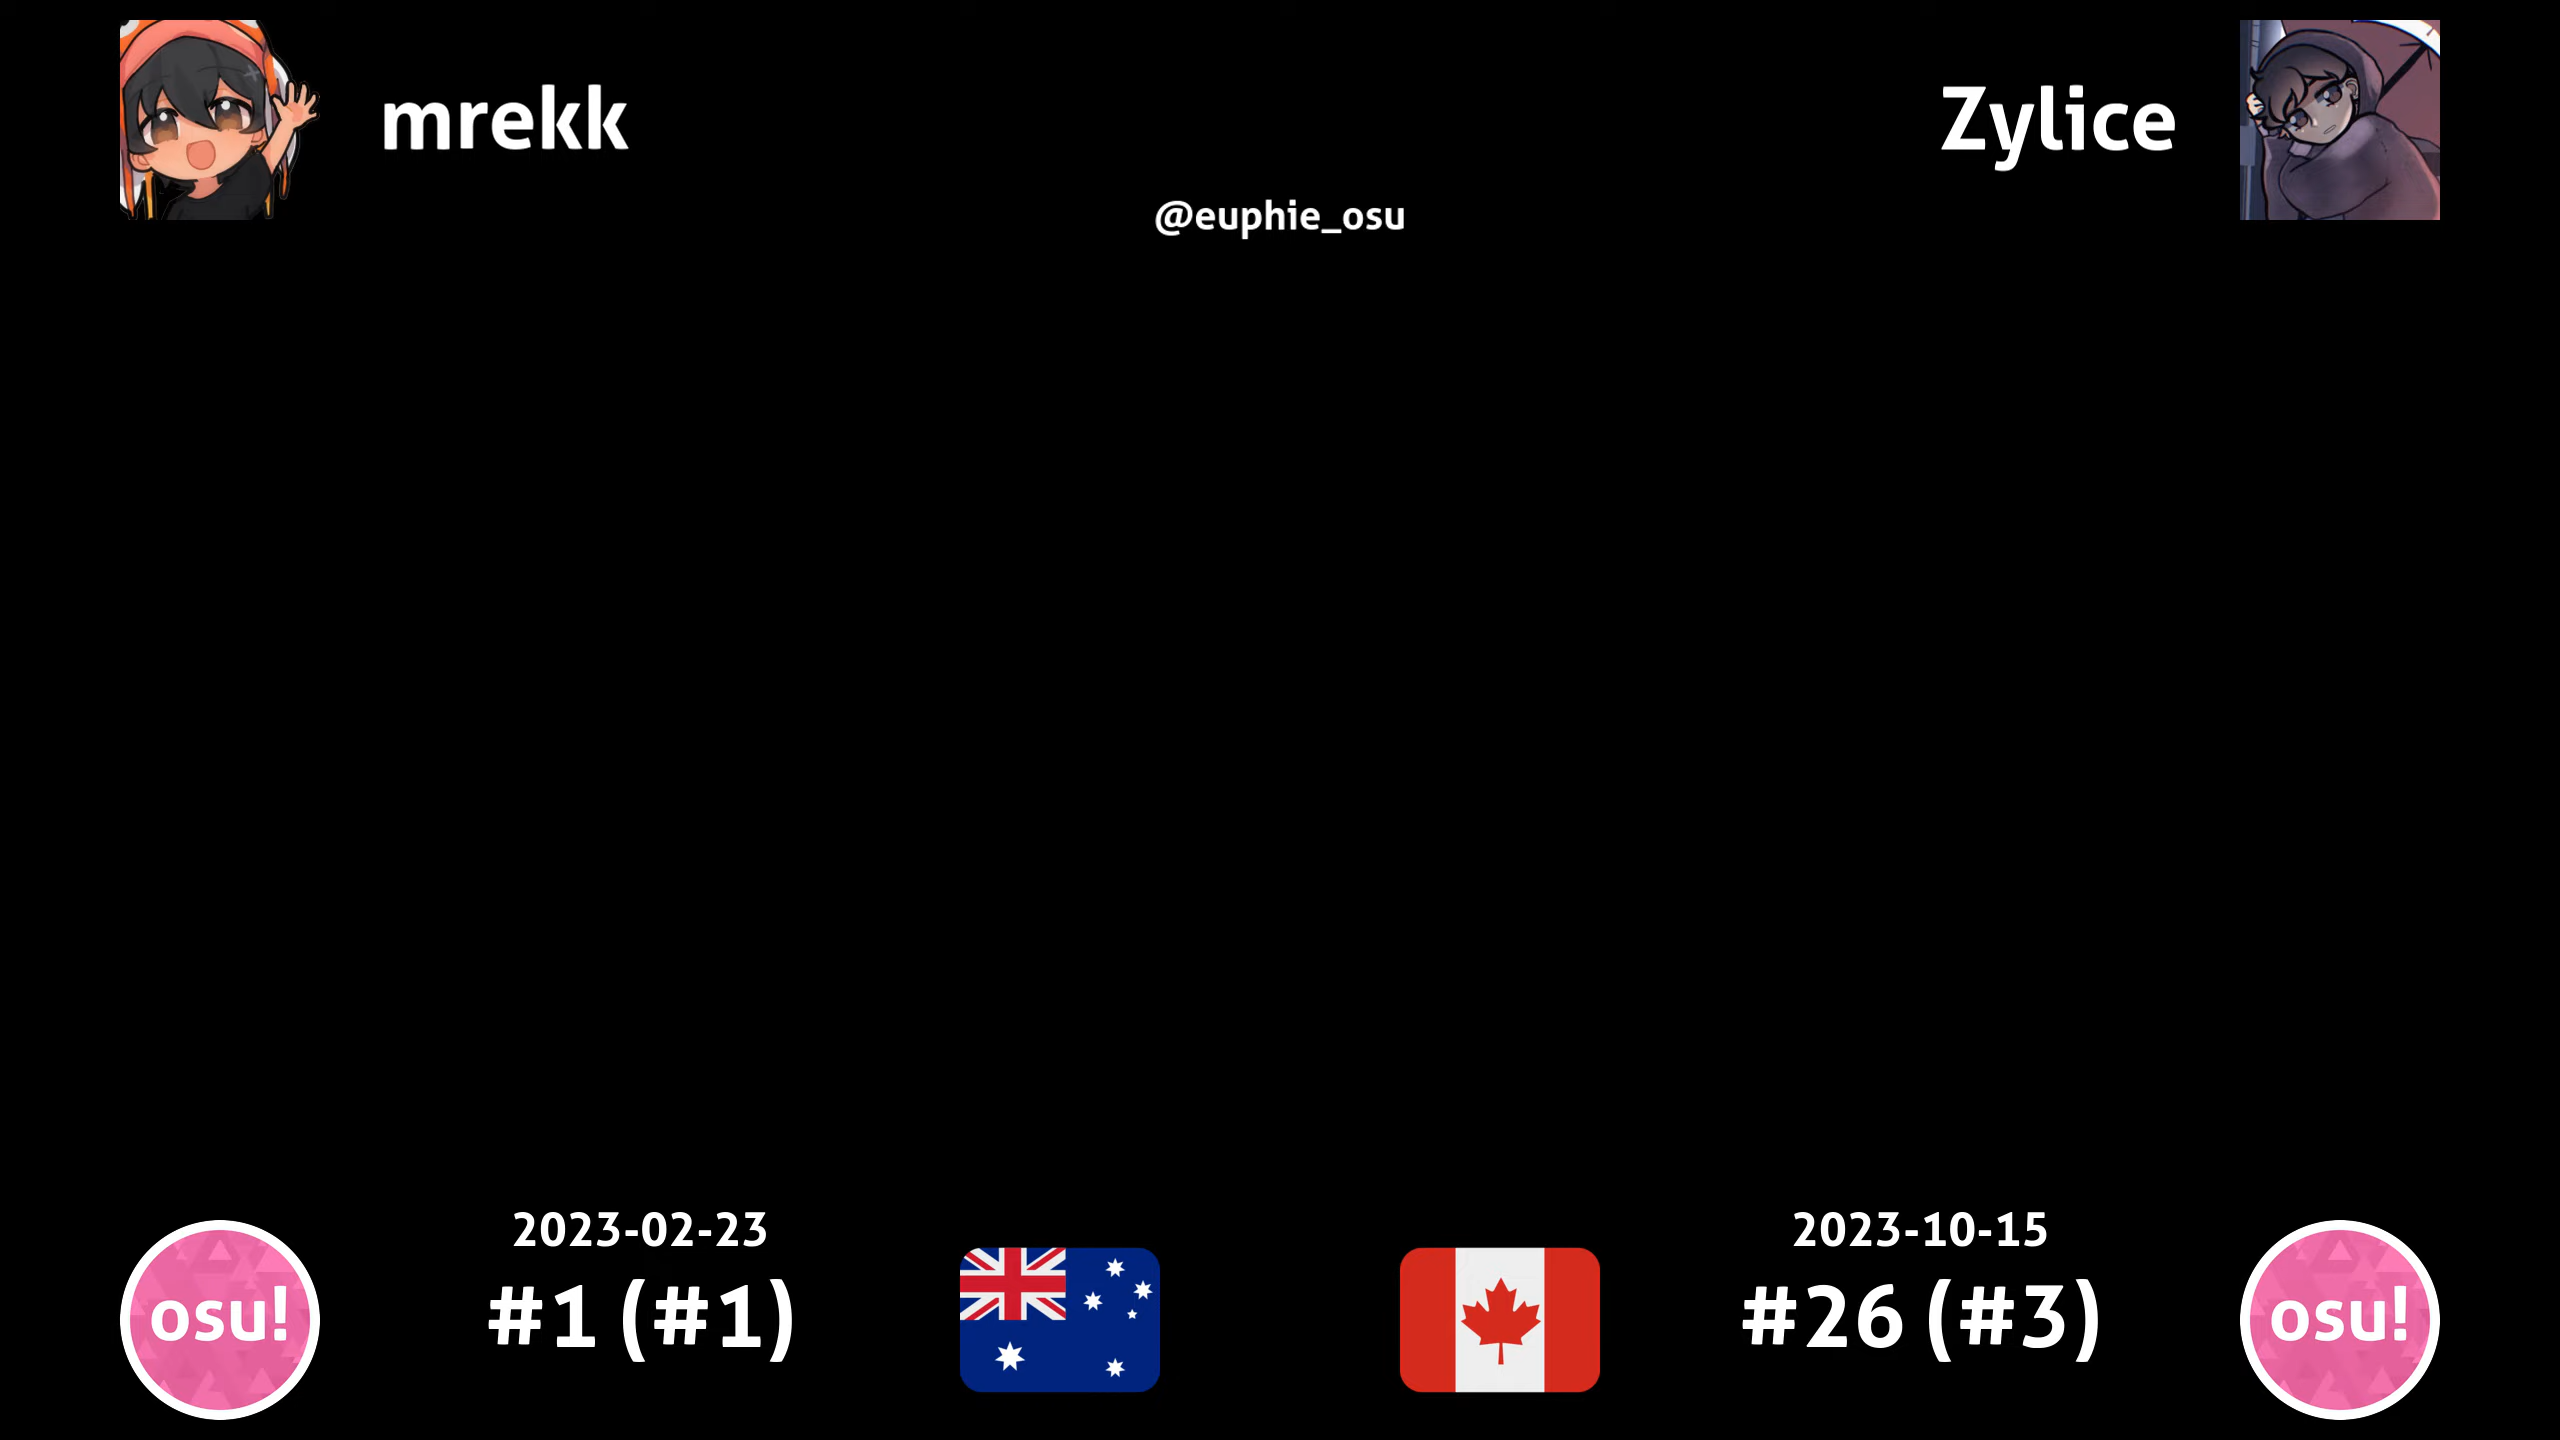 mrekk
Zylice
@euphie_osu
2023-02-23
#1 (#1)
2023-10-15
#26 (#3)
osu!
osu!